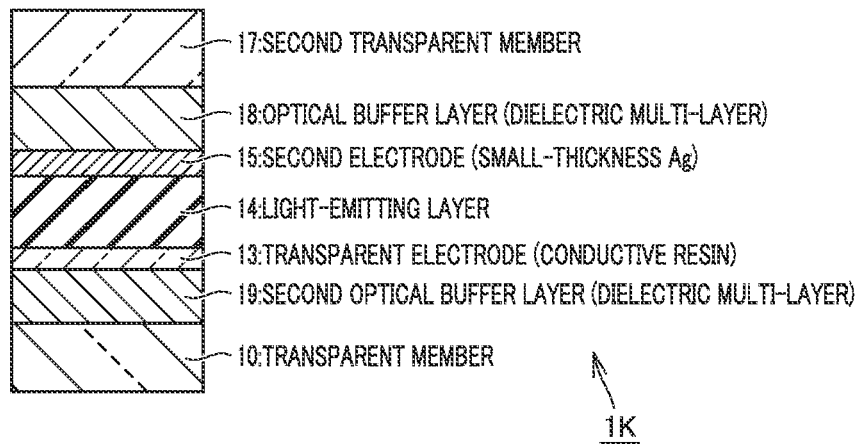 17:SECOND TRANSPARENT MEMBER
18:OPTICAL BUFFER LAYER (DIELECTRIC MULTI-LAYER)
15:SECOND ELECTRODE (SMALL-THICKNESS Ag)
14:LIGHT-EMITTING LAYER
13:TRANSPARENT ELECTRODE (CONDUCTIVE RESIN)
19:SECOND OPTICAL BUFFER LAYER (DIELECTRIC MULTI-LAYER)
10:TRANSPARENT MEMBER
1K